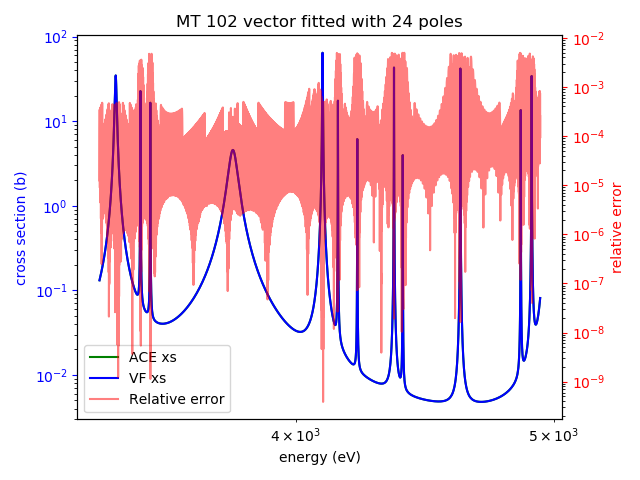 MT 102 vector fitted with 24 poles
cross section (b)
10²
10¹
10⁰
10⁻¹
10⁻²
10⁻²
10⁻³
10⁻⁴
10⁻⁵
10⁻⁶
10⁻⁷
10⁻⁸
10⁻⁹
relative error
ACE xs
VF xs
Relative error
4 × 10³
5 × 10³
energy (eV)